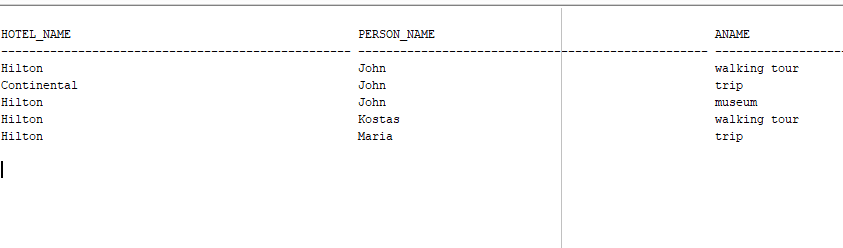 HOTEL_NAME PERSON_NAME ANAME
Hilton John walking tour
Continental John trip
Hilton John museum
Hilton Kostas walking tour
Hilton Maria trip